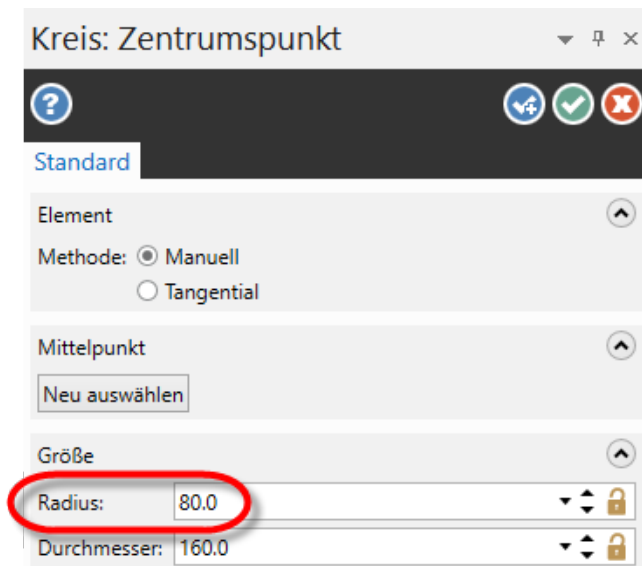 Kreis: Zentrumspunkt
Standard
Element
Methode: Manuell
Tangential
Mittelpunkt
Neu auswählen
Größe
Radius: 80.0
Durchmesser: 160.0